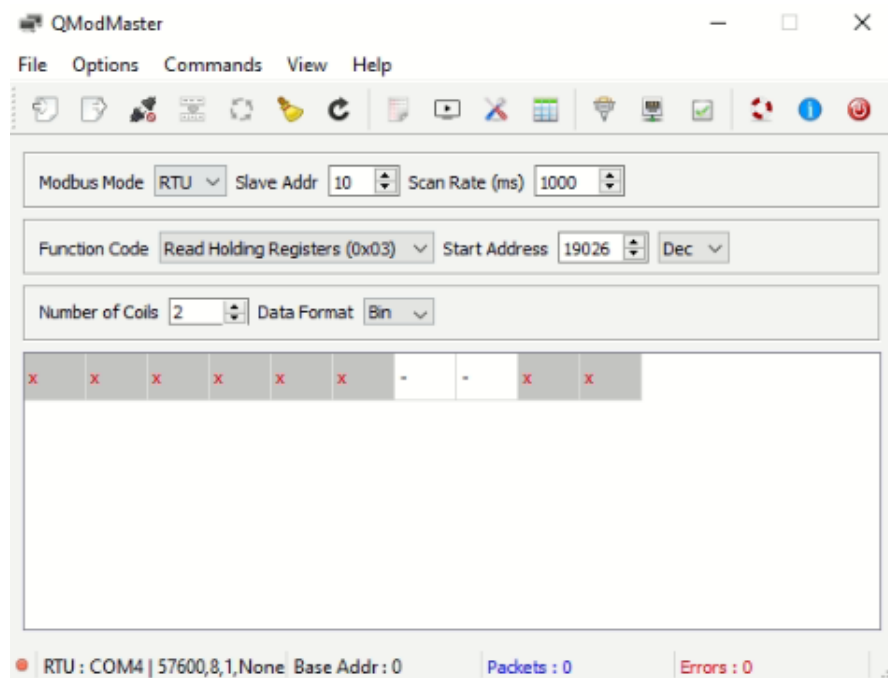 QModMaster
File Options Commands View Help
Modbus Mode RTU Slave Addr 10 Scan Rate (ms) 1000
Function Code Read Holding Registers (0x03) Start Address 19026 Dec
Number of Coils 2 Data Format Bin
x x x x x x - - x x
RTU : COM4 | 57600,8,1,None Base Addr : 0 Packets : 0 Errors : 0